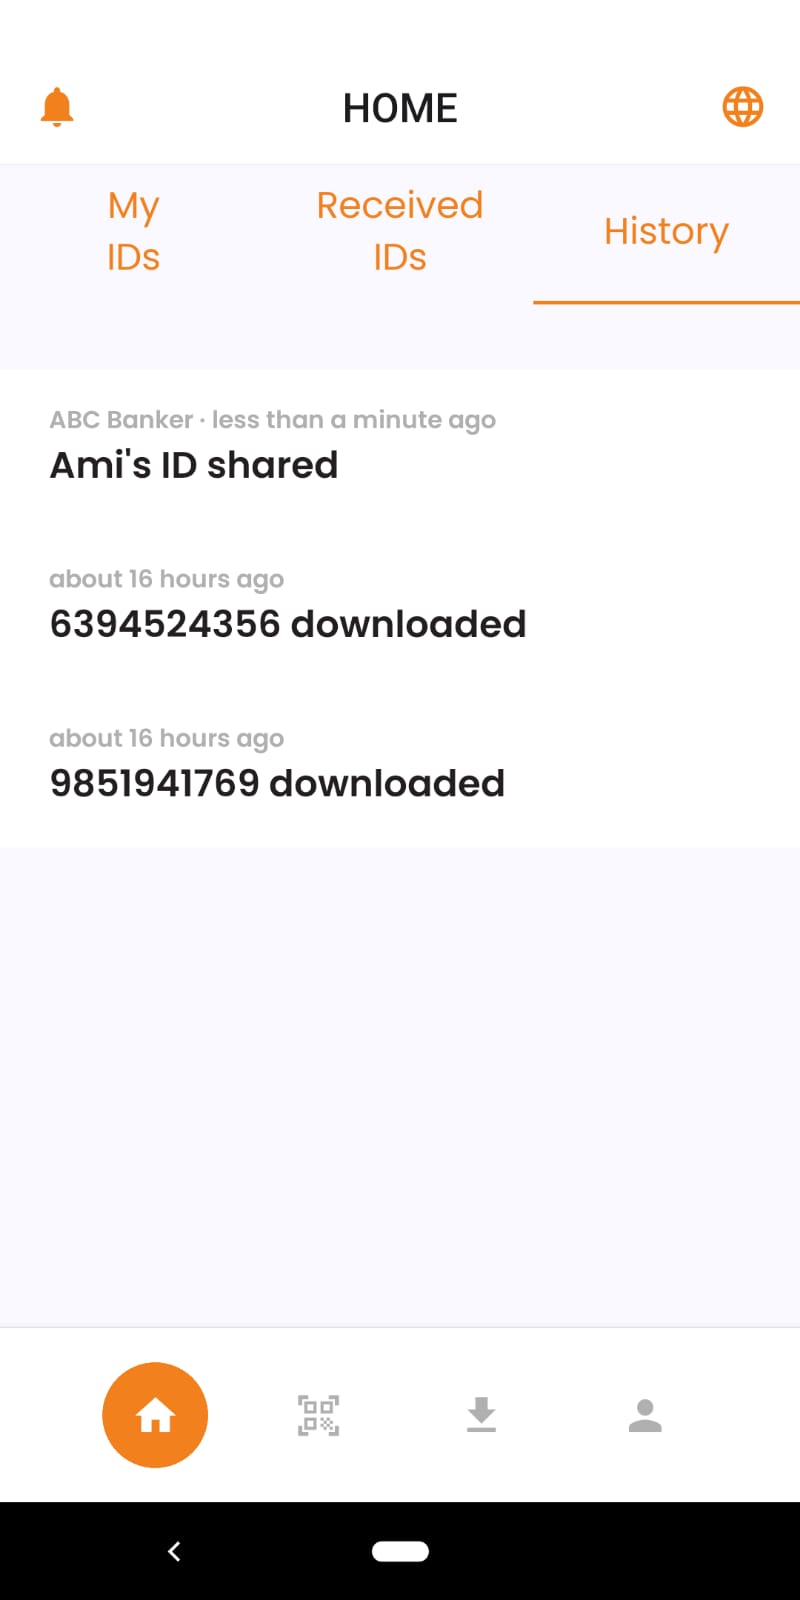 HOME
My
IDs
Received
IDs
History
ABC Banker · less than a minute ago
Ami's ID shared
about 16 hours ago
6394524356 downloaded
about 16 hours ago
9851941769 downloaded